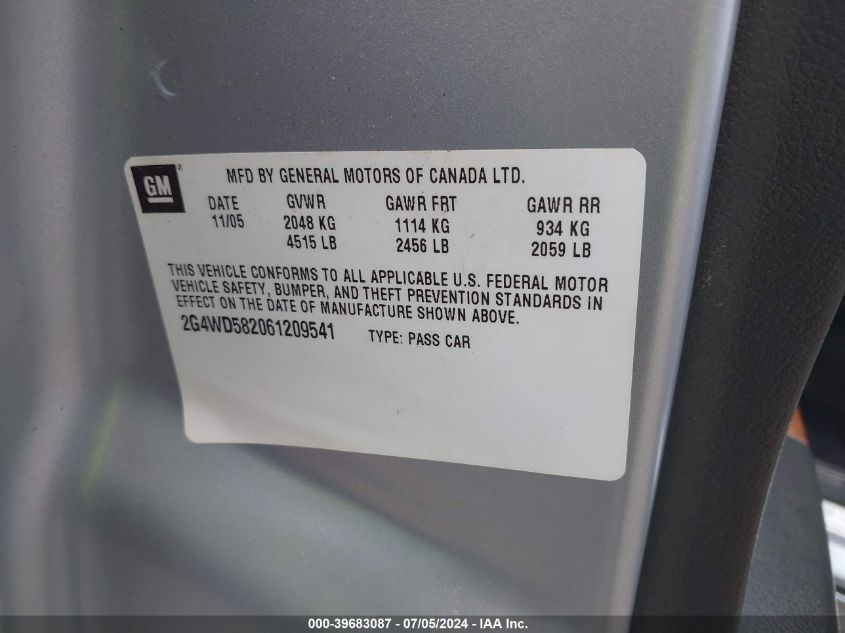 GM
MFD BY GENERAL MOTORS OF CANADA LTD.
DATE GVWR GAWR FRT GAWR RR
11/05 2048 KG 1114 KG 934 KG
4515 LB 2456 LB 2059 LB
THIS VEHICLE CONFORMS TO ALL APPLICABLE U.S. FEDERAL MOTOR
VEHICLE SAFETY, BUMPER, AND THEFT PREVENTION STANDARDS IN
EFFECT ON THE DATE OF MANUFACTURE SHOWN ABOVE.
2G4WD582061209541 TYPE: PASS CAR
000-39683087 - 07/05/2024 - IAA Inc.